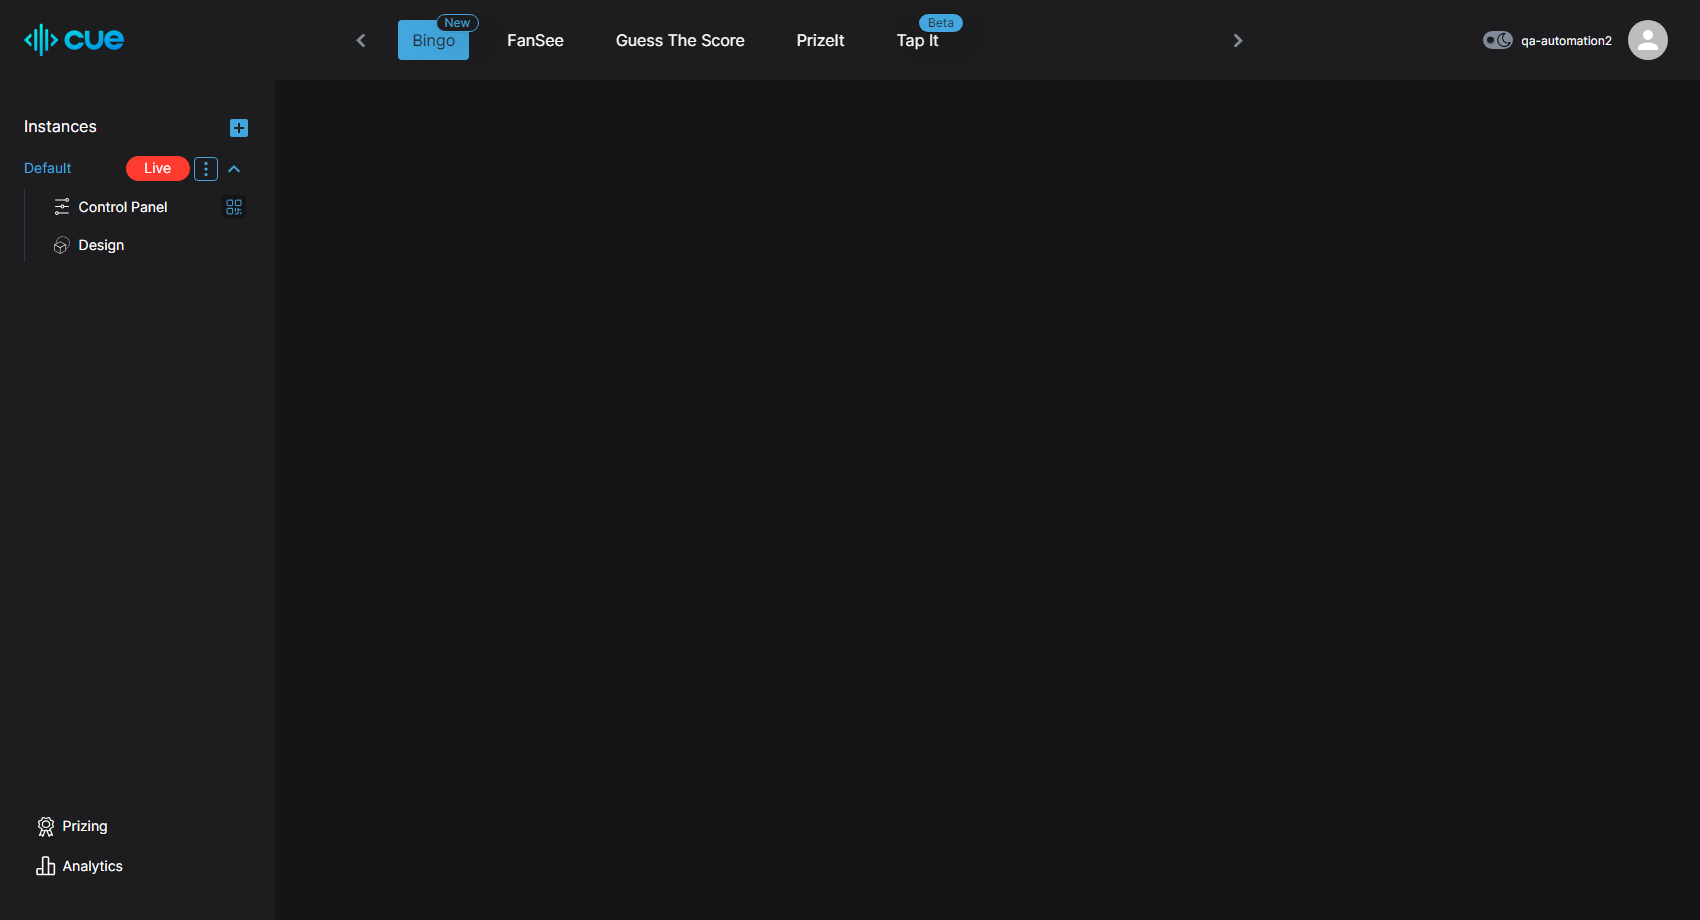 cue
New
Bingo
FanSee
Guess The Score
PrizeIt
Beta
Tap It
qa-automation2
Instances
Default
Live
Control Panel
Design
Prizing
Analytics